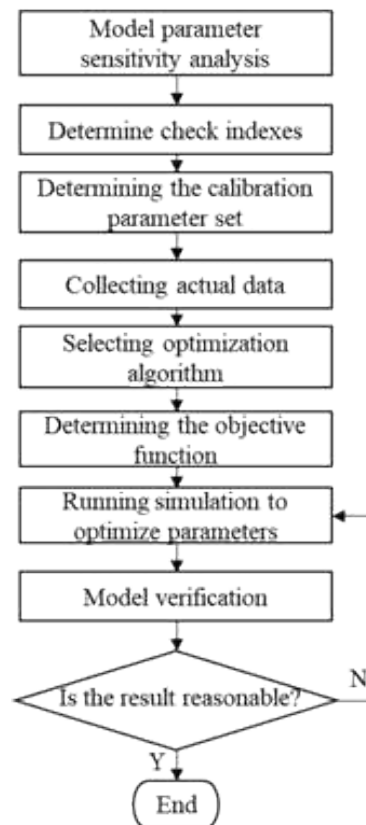 Model parameter
sensitivity analysis
Determine check indexes
Determining the calibration
parameter set
Collecting actual data
Selecting optimization
algorithm
Determining the objective
function
Running simulation to
optimize parameters
Model verification
Is the result reasonable?
N
Y
End